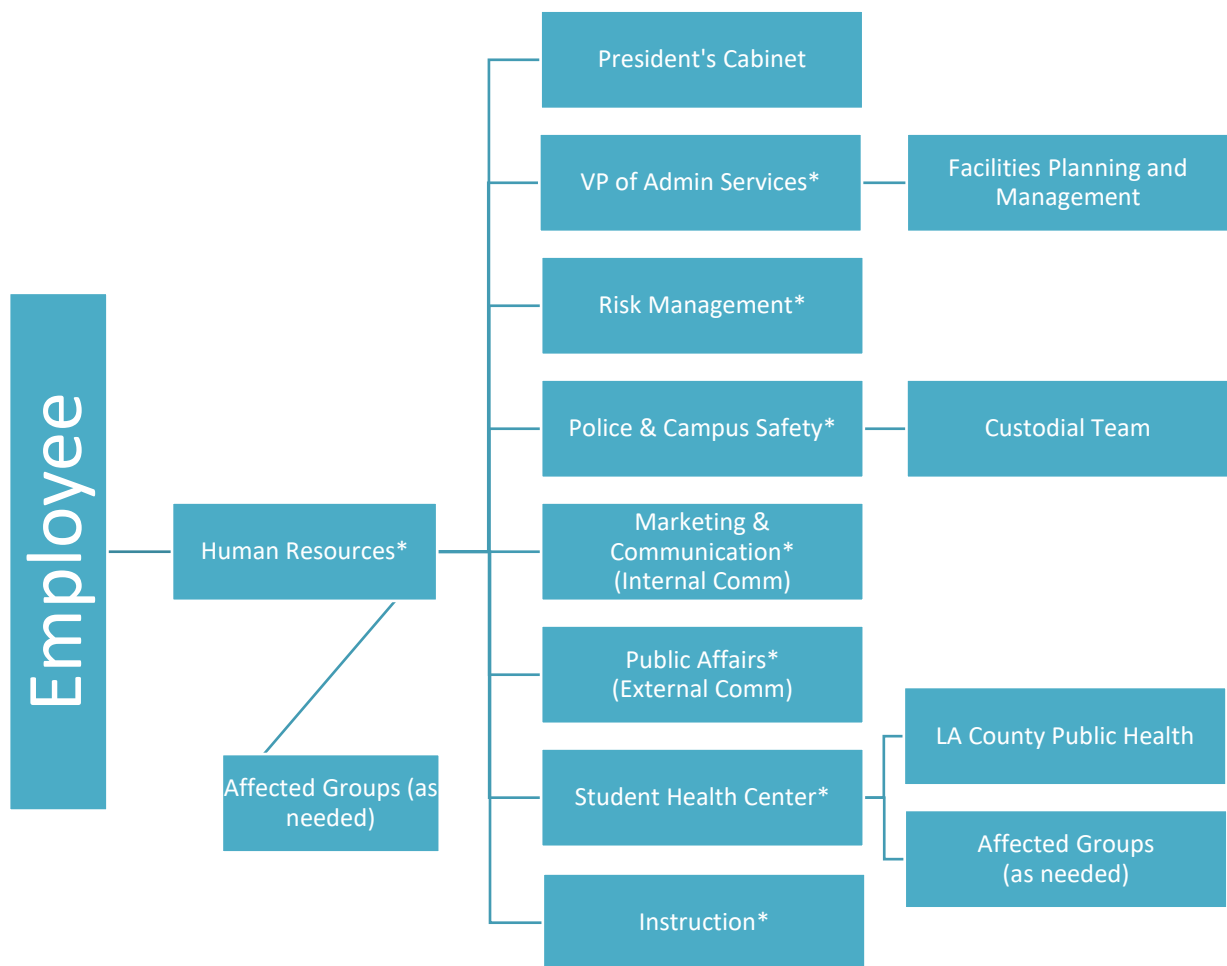 Employee
Human Resources*
Affected Groups (as
needed)
President's Cabinet
VP of Admin Services*
Facilities Planning and
Management
Risk Management*
Police & Campus Safety*
Custodial Team
Marketing &
Communication*
(Internal Comm)
Public Affairs*
(External Comm)
Student Health Center*
LA County Public Health
Affected Groups
(as needed)
Instruction*